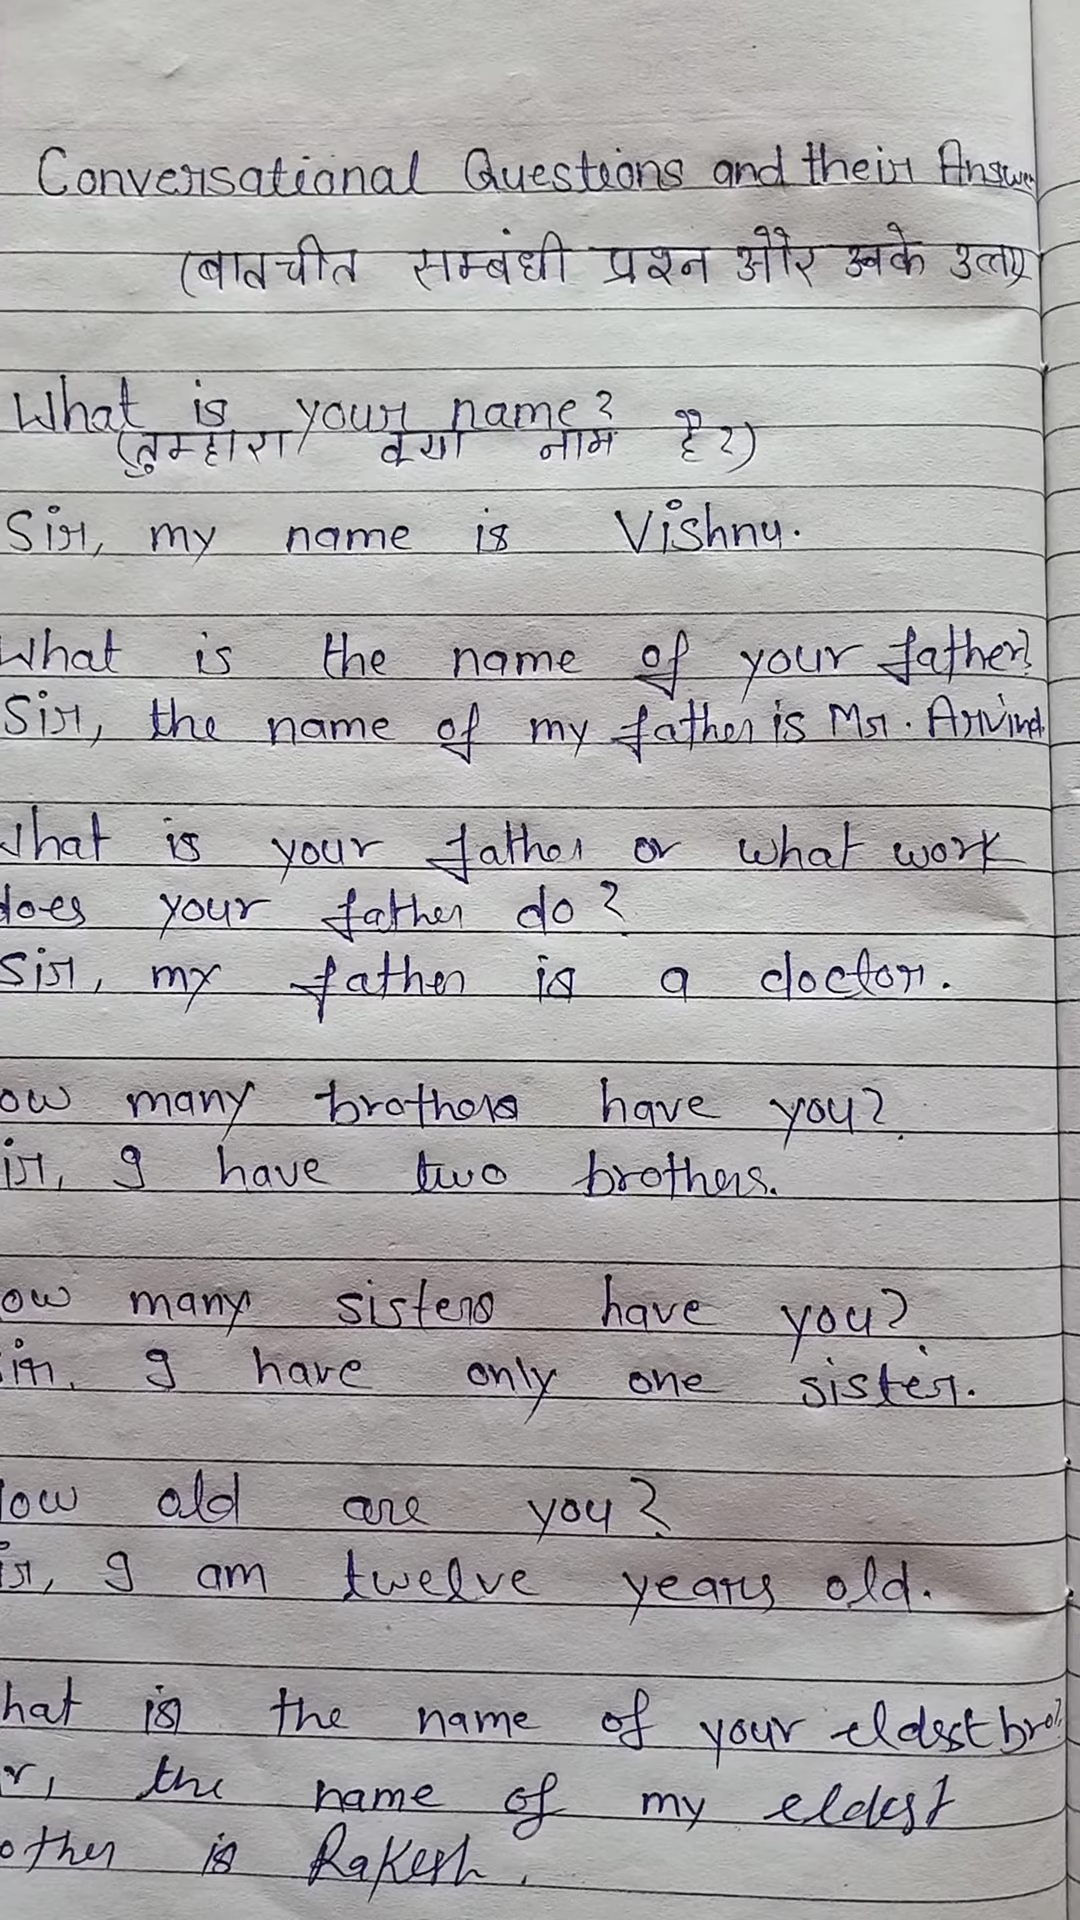 Conversational Questions and their Answe
(बातचीत सम्बंधी प्रश्न और उनके उत्तर
What is your name?
(तुम्हारा क्या नाम है?)
Sir, my name is Vishnu.
What is the name of your father?
Sir, the name of my father is Mr. Arvind.
What is your father or what work
does your father do?
Sir, my father is a doctor.
ow many brothers have you?
ir, I have two brothers.
ow many sisters have you?
ir, I have only one sister.
How old are you?
ir, I am twelve years old.
hat is the name of your eldest bro?
r, the name of my eldest
other is Rakesh.